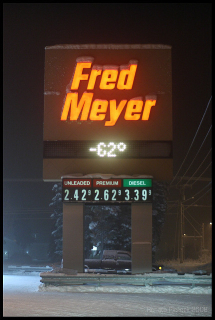 Fred
Meyer
-62°
UNLEADED PREMIUM DIESEL
2.42⁹ 2.62⁹ 3.39⁹